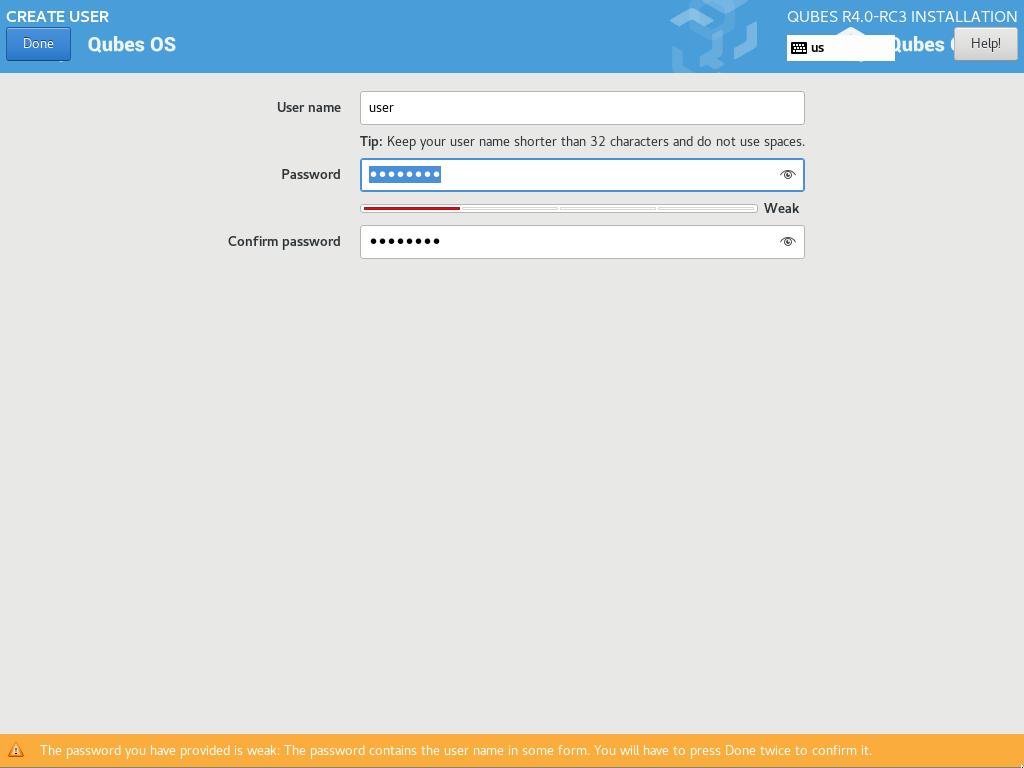 CREATE USER
QUBES R4.0-RC3 INSTALLATION
Done
Qubes OS
us
Qubes
Help!
User name
user
Tip: Keep your user name shorter than 32 characters and do not use spaces.
Password
••••••••
Weak
Confirm password
••••••••
The password you have provided is weak: The password contains the user name in some form. You will have to press Done twice to confirm it.